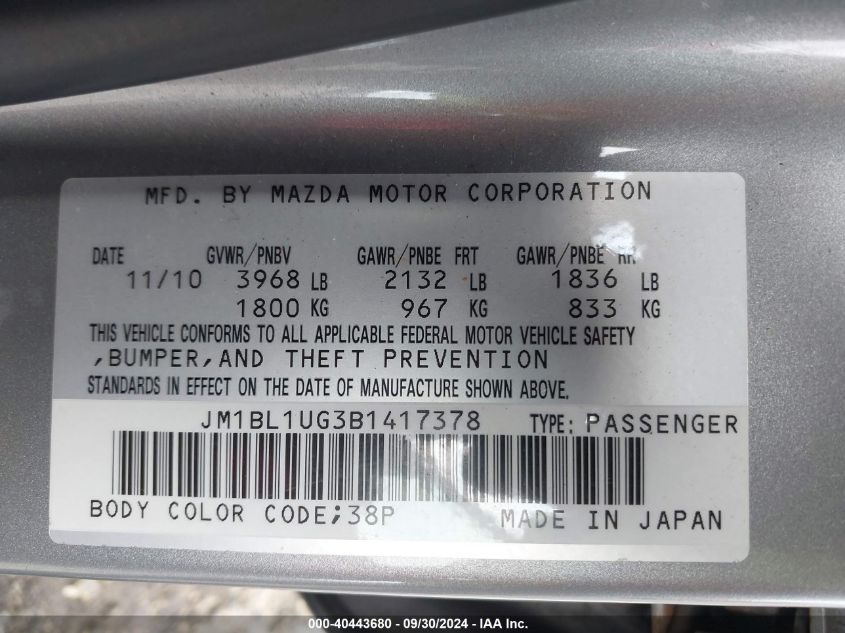 MFD. BY MAZDA MOTOR CORPORATION
DATE GVWR/PNBV GAWR/PNBE FRT GAWR/PNBE RR
11/10 3968 LB 2132 LB 1836 LB
1800 KG 967 KG 833 KG
THIS VEHICLE CONFORMS TO ALL APPLICABLE FEDERAL MOTOR VEHICLE SAFETY
,BUMPER,AND THEFT PREVENTION
STANDARDS IN EFFECT ON THE DATE OF MANUFACTURE SHOWN ABOVE.
JM1BL1UG3B1417378 TYPE: PASSENGER
BODY COLOR CODE;38P MADE IN JAPAN
000-40443680 - 09/30/2024 - IAA Inc.